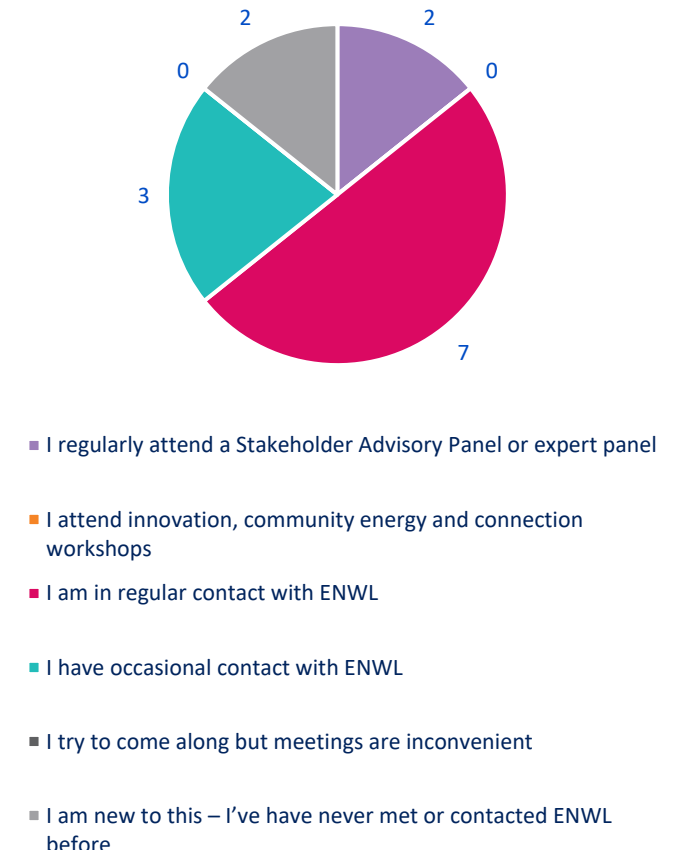 2
2
0
0
3
7
I regularly attend a Stakeholder Advisory Panel or expert panel
I attend innovation, community energy and connection
workshops
I am in regular contact with ENWL
I have occasional contact with ENWL
I try to come along but meetings are inconvenient
I am new to this – I’ve have never met or contacted ENWL
before